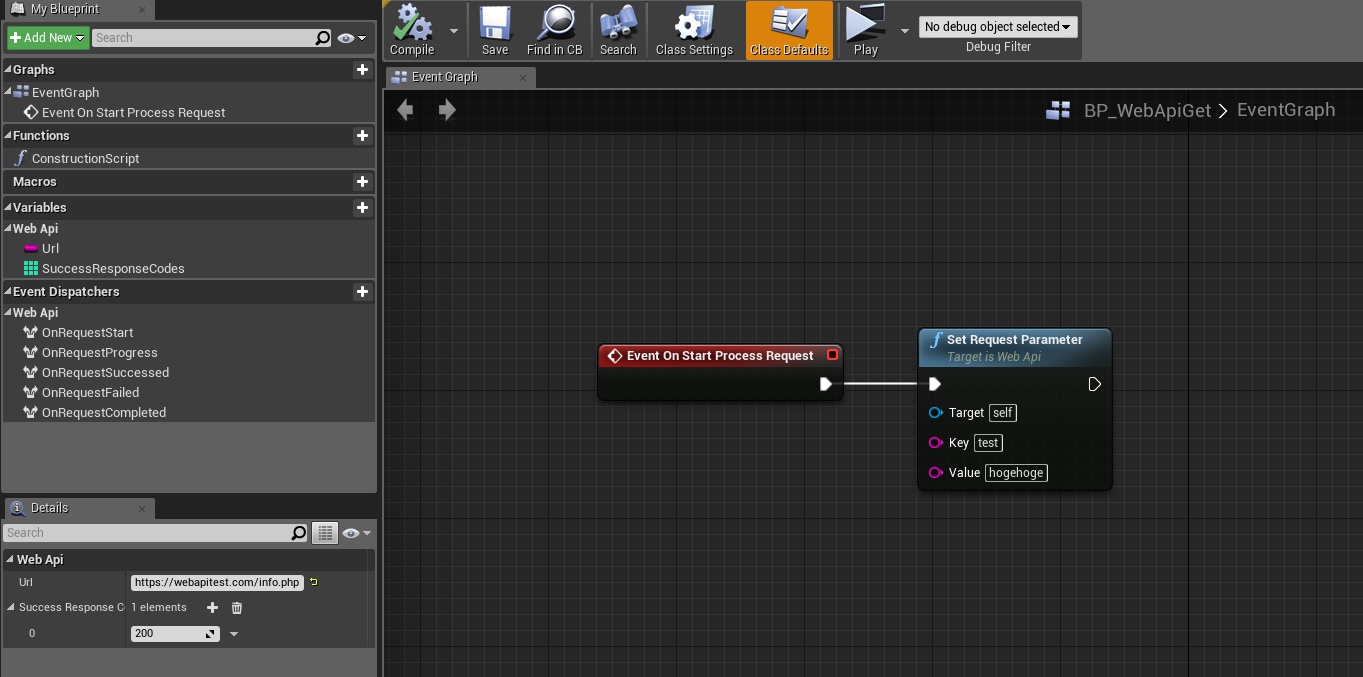 My Blueprint
Add New
Search
Graphs
EventGraph
Event On Start Process Request
Functions
ConstructionScript
Macros
Variables
Web Api
Url
SuccessResponseCodes
Event Dispatchers
Web Api
OnRequestStart
OnRequestProgress
OnRequestSuccessed
OnRequestFailed
OnRequestCompleted
Details
Search
Web Api
Url https://webapitest.com/info.php
Success Response C 1 elements
0 200
Compile Save Find in CB Search Class Settings Class Defaults Play
No debug object selected
Debug Filter
Event Graph
BP_WebApiGet > EventGraph
Event On Start Process Request
f Set Request Parameter
Target is Web Api
Target self
Key test
Value hogehoge